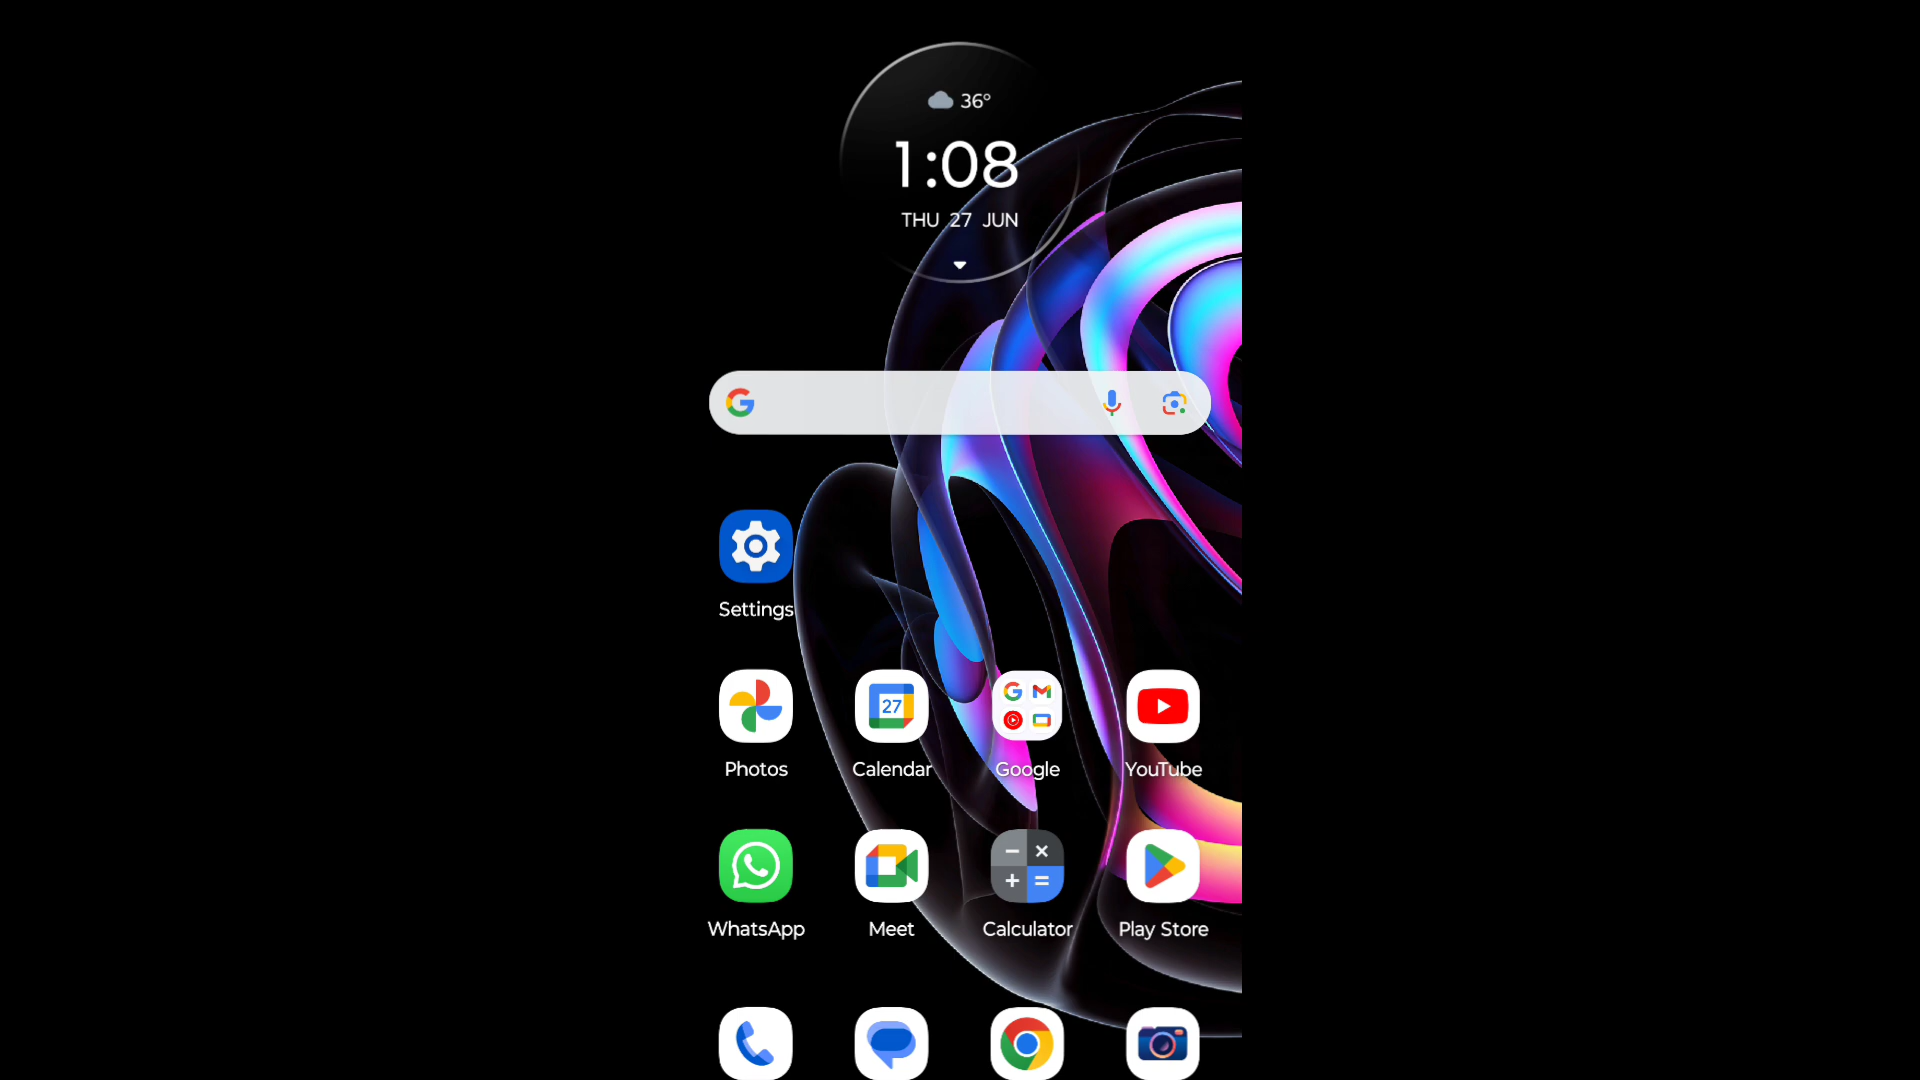 36°
1:08
THU 27 JUN
G
Settings
27
Photos Calendar Google YouTube
− ×
+ =
WhatsApp Meet Calculator Play Store